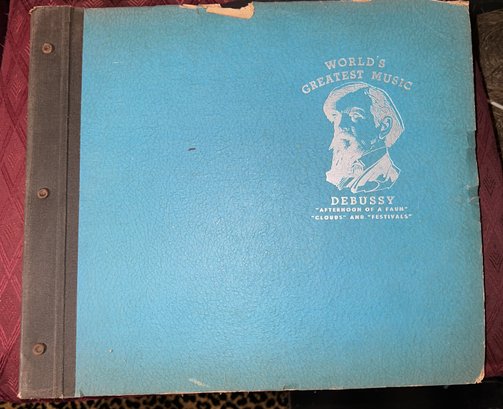 WORLD'S
GREATEST MUSIC
DEBUSSY
"AFTERNOON OF A FAUN"
"CLOUDS" AND "FESTIVALS"